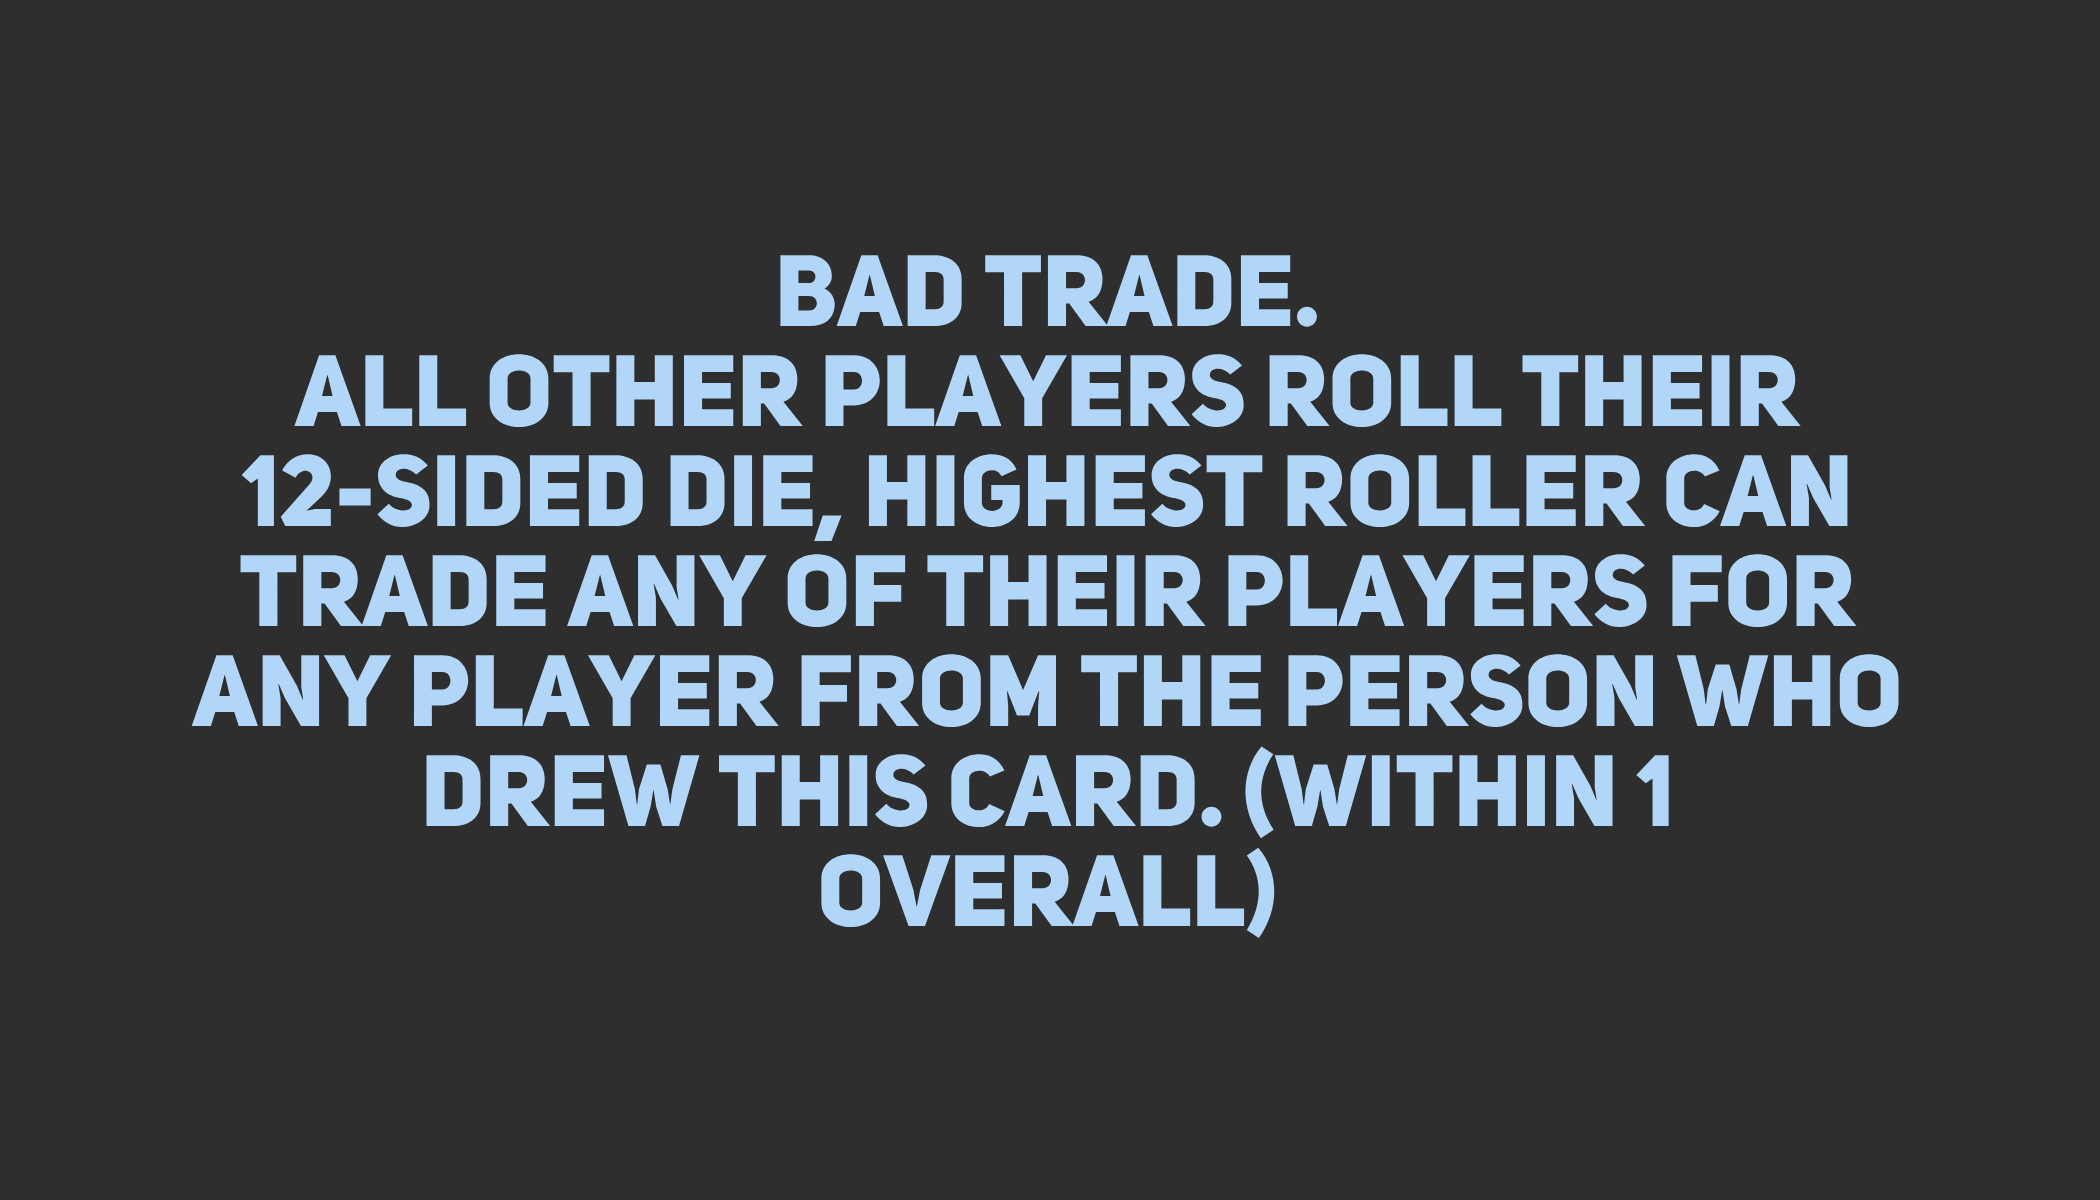 BAD TRADE.
ALL OTHER PLAYERS ROLL THEIR
12-SIDED DIE, HIGHEST ROLLER CAN
TRADE ANY OF THEIR PLAYERS FOR
ANY PLAYER FROM THE PERSON WHO
DREW THIS CARD. (WITHIN 1
OVERALL)